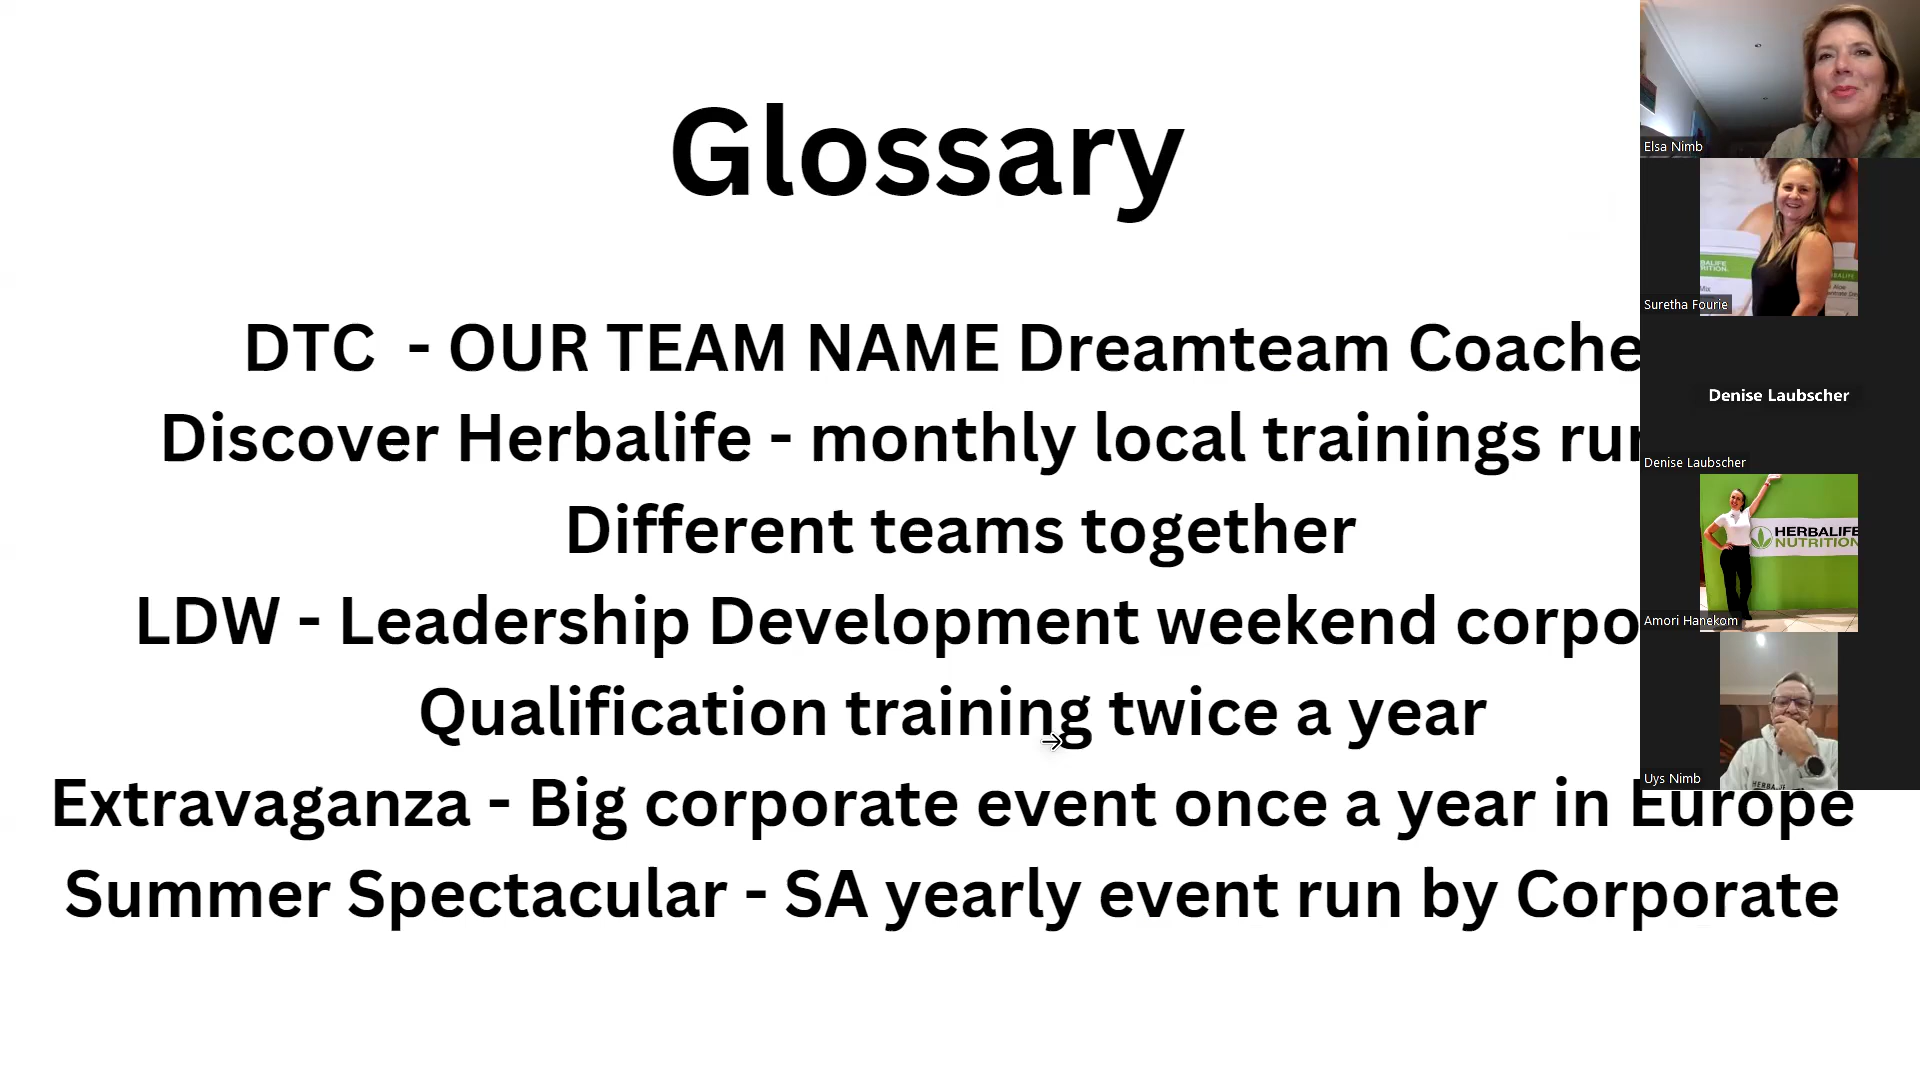 Glossary
DTC - OUR TEAM NAME Dreamteam Coache
Discover Herbalife - monthly local trainings run
Different teams together
LDW - Leadership Development weekend corpo
Qualification training twice a year
Extravaganza - Big corporate event once a year in Europe
Summer Spectacular - SA yearly event run by Corporate
Elsa Nimb
Suretha Fourie
Denise Laubscher
Denise Laubscher
HERBALIFE
NUTRITION
Amori Hanekom
Uys Nimb